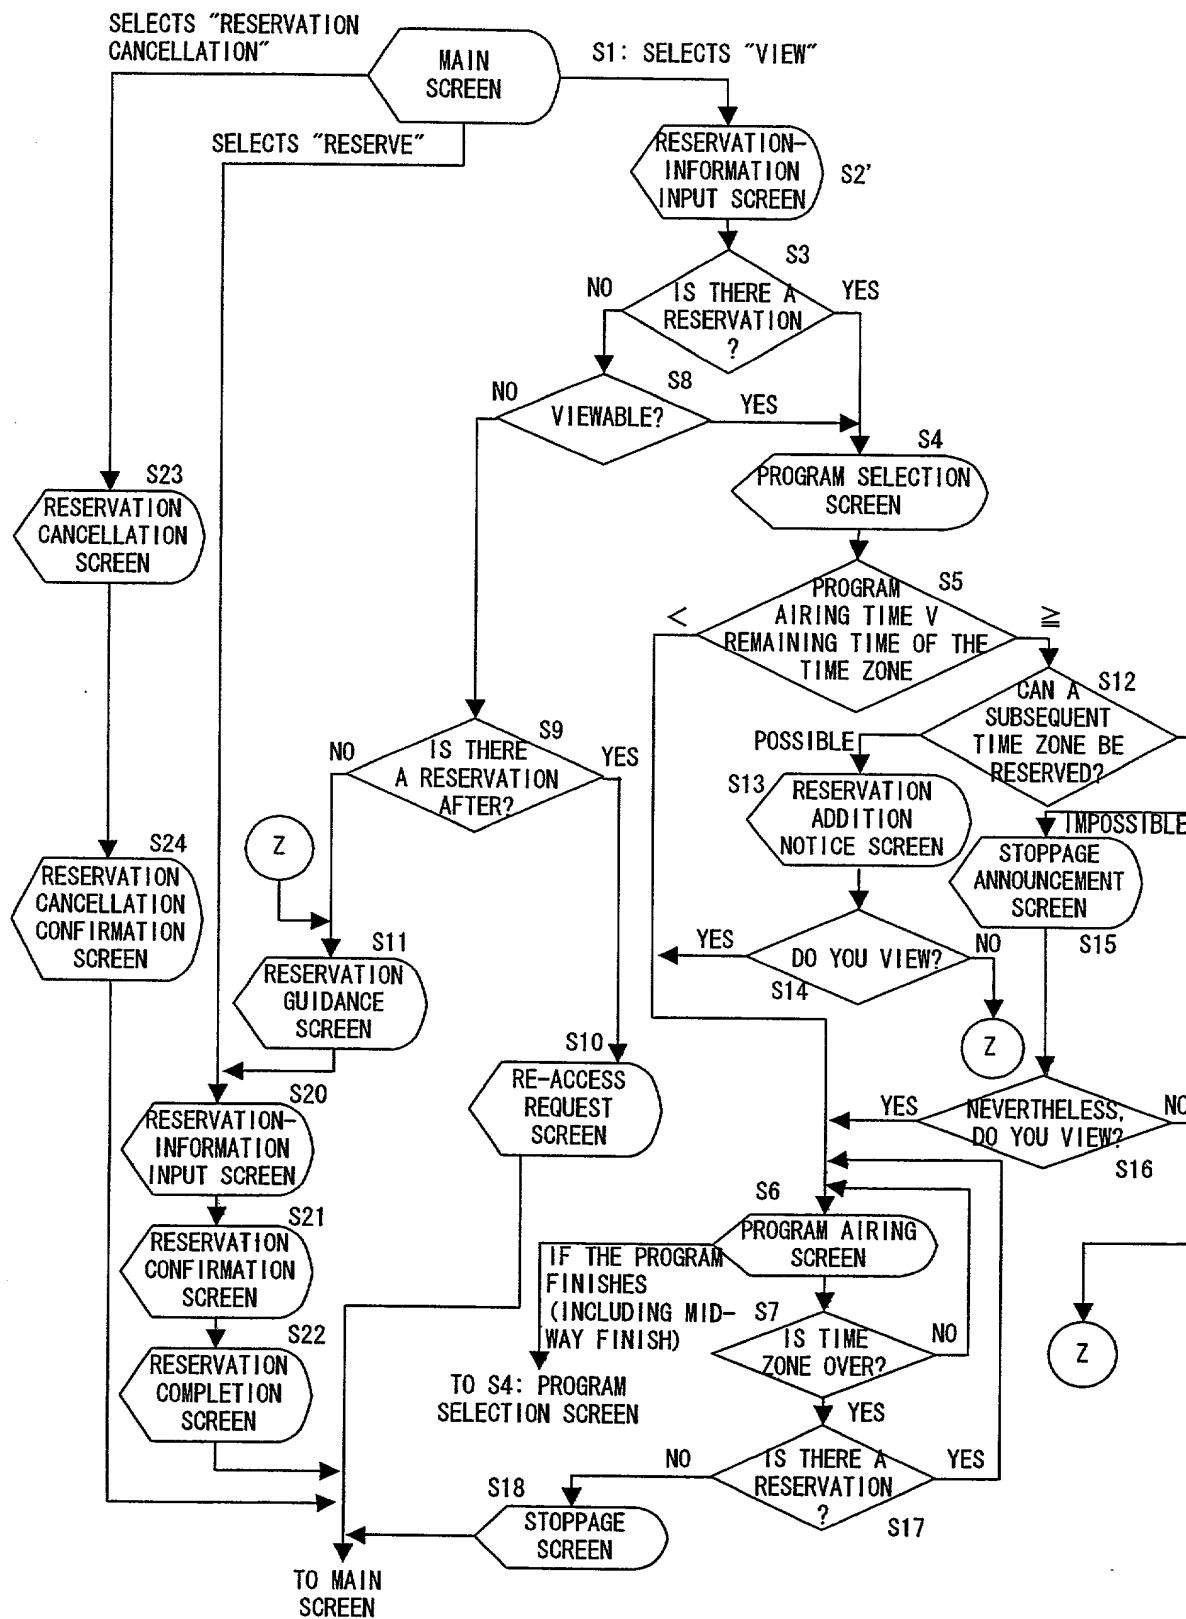 SELECTS "RESERVATION
CANCELLATION"
MAIN
SCREEN
S1: SELECTS "VIEW"
SELECTS "RESERVE"
RESERVATION-
INFORMATION
INPUT SCREEN
S2'
S3
NO
IS THERE A
RESERVATION
?
YES
S8
NO
VIEWABLE?
YES
S4
PROGRAM SELECTION
SCREEN
S23
RESERVATION
CANCELLATION
SCREEN
S5
PROGRAM
AIRING TIME V
REMAINING TIME OF THE
TIME ZONE
<
≧
S12
CAN A
SUBSEQUENT
TIME ZONE BE
RESERVED?
POSSIBLE
IMPOSSIBLE
S9
NO
IS THERE
A RESERVATION
AFTER?
YES
S13
RESERVATION
ADDITION
NOTICE SCREEN
STOPPAGE
ANNOUNCEMENT
SCREEN
S15
Z
S24
RESERVATION
CANCELLATION
CONFIRMATION
SCREEN
S11
RESERVATION
GUIDANCE
SCREEN
YES
DO YOU VIEW?
NO
S14
Z
S10
RE-ACCESS
REQUEST
SCREEN
YES
NEVERTHELESS,
DO YOU VIEW?
NO
S16
S20
RESERVATION-
INFORMATION
INPUT SCREEN
S21
RESERVATION
CONFIRMATION
SCREEN
S6
PROGRAM AIRING
SCREEN
IF THE PROGRAM
FINISHES
(INCLUDING MID-
WAY FINISH)
S7
IS TIME
ZONE OVER?
NO
YES
Z
S22
RESERVATION
COMPLETION
SCREEN
TO S4: PROGRAM
SELECTION SCREEN
NO
IS THERE A
RESERVATION
?
YES
S17
S18
STOPPAGE
SCREEN
TO MAIN
SCREEN